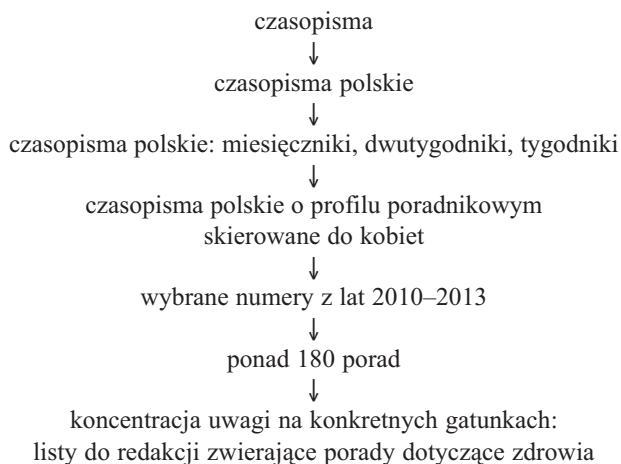 czasopisma
↓
czasopisma polskie
↓
czasopisma polskie: miesięczniki, dwutygodniki, tygodniki
↓
czasopisma polskie o profilu poradnikowym
skierowane do kobiet
↓
wybrane numery z lat 2010–2013
↓
ponad 180 porad
↓
koncentracja uwagi na konkretnych gatunkach:
listy do redakcji zwierające porady dotyczące zdrowia